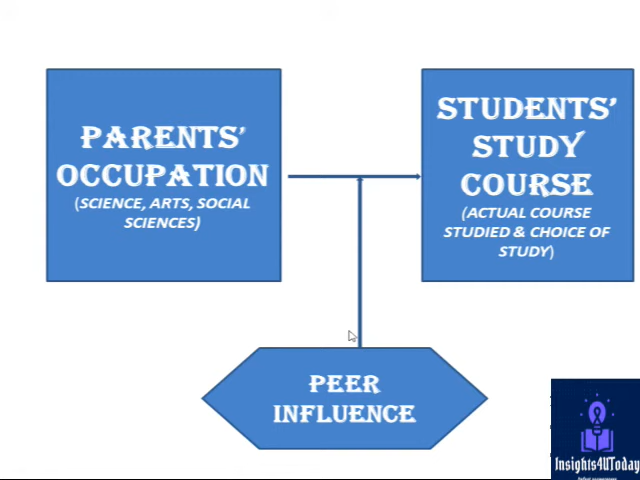 PARENTS'
OCCUPATION
(SCIENCE, ARTS, SOCIAL
SCIENCES)
STUDENTS'
STUDY
COURSE
(ACTUAL COURSE
STUDIED & CHOICE OF
STUDY)
PEER
INFLUENCE
Insights4UToday